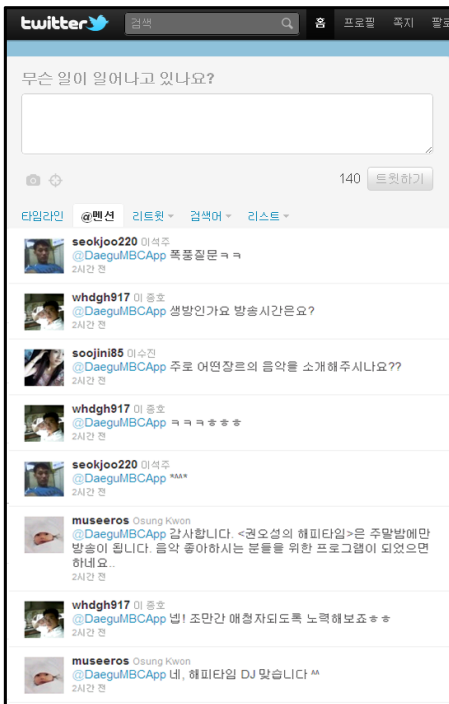 twitter 검색 홈 프로필 쪽지 팔로
무슨 일이 일어나고 있나요?
140 트윗하기
타임라인 @멘션 리트윗 검색어 리스트
seokjoo220 이석주
@DaeguMBCApp 폭풍질문ㅋㅋ
2시간 전
whdgh917 이 중호
@DaeguMBCApp 생방인가요 방송시간은요?
2시간 전
soojini85 이수진
@DaeguMBCApp 주로 어떤장르의 음악을 소개해주시나요??
2시간 전
whdgh917 이 중호
@DaeguMBCApp ㅋㅋㅋㅎㅎㅎ
2시간 전
seokjoo220 이석주
@DaeguMBCApp *^^*
2시간 전
museeros Osung Kwon
@DaeguMBCApp 감사합니다. <권오성의 해피타임>은 주말밤에만
방송이 됩니다. 음악 좋아하시는 분들을 위한 프로그램이 되었으면
하네요..
2시간 전
whdgh917 이 중호
@DaeguMBCApp 넵! 조만간 애청자되도록 노력해보죠ㅎㅎ
2시간 전
museeros Osung Kwon
@DaeguMBCApp 네, 해피타임 DJ 맞습니다 ^^
2시간 전